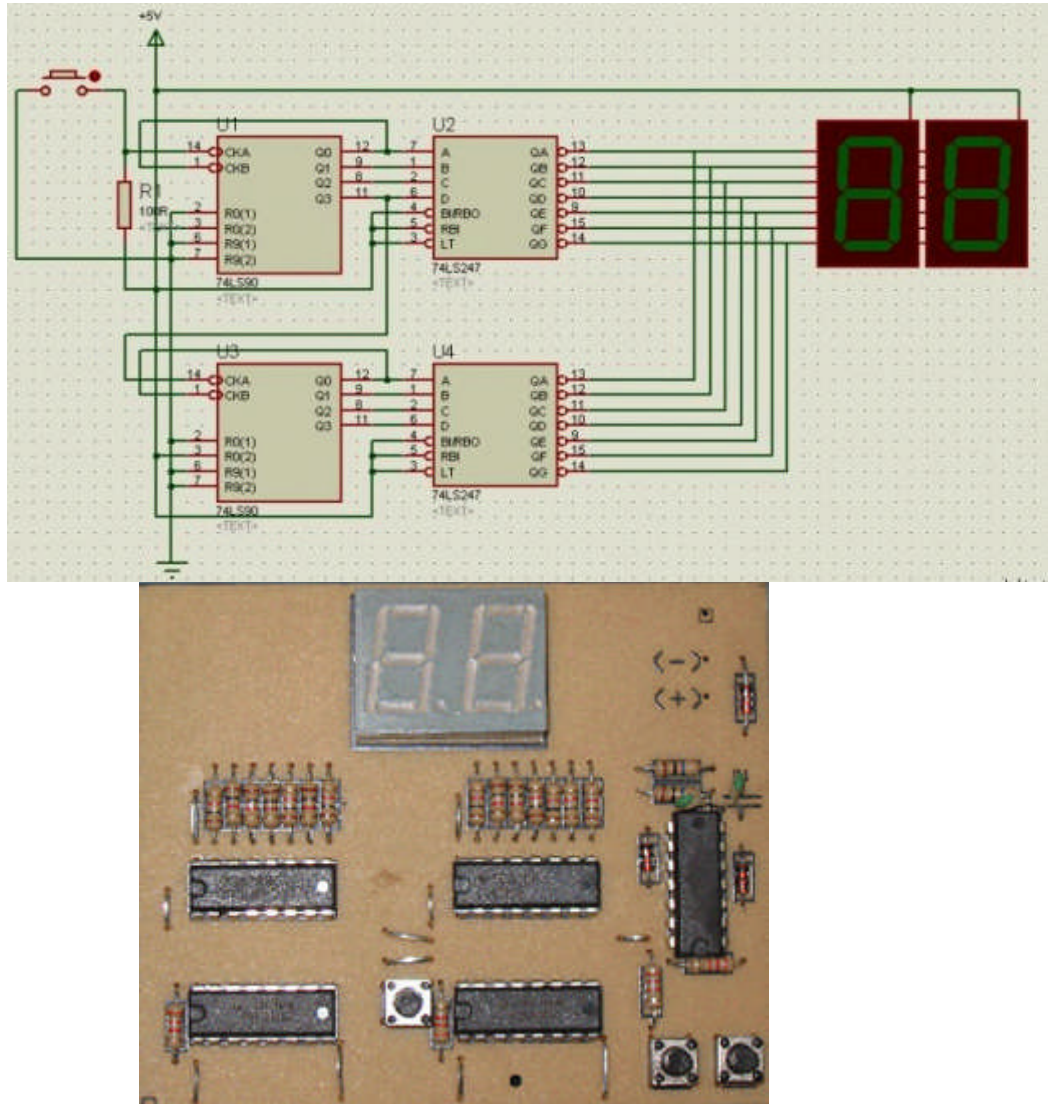 +5V
U1
14 CKA Q0 12
1 CKB Q1 9
Q2 8
Q3 11
2 R0(1)
3 R0(2)
6 R9(1)
7 R9(2)
74LS90
<TEXT>
R1
100R
<TEXT>
U2
7 A QA 13
1 B QB 12
2 C QC 11
6 D QD 10
4 BI/RBO QE 9
5 RBI QF 15
3 LT QG 14
74LS247
<TEXT>
U3
14 CKA Q0 12
1 CKB Q1 9
Q2 8
Q3 11
2 R0(1)
3 R0(2)
6 R9(1)
7 R9(2)
74LS90
<TEXT>
U4
7 A QA 13
1 B QB 12
2 C QC 11
6 D QD 10
4 BI/RBO QE 9
5 RBI QF 15
3 LT QG 14
74LS247
<TEXT>
(-)
(+)